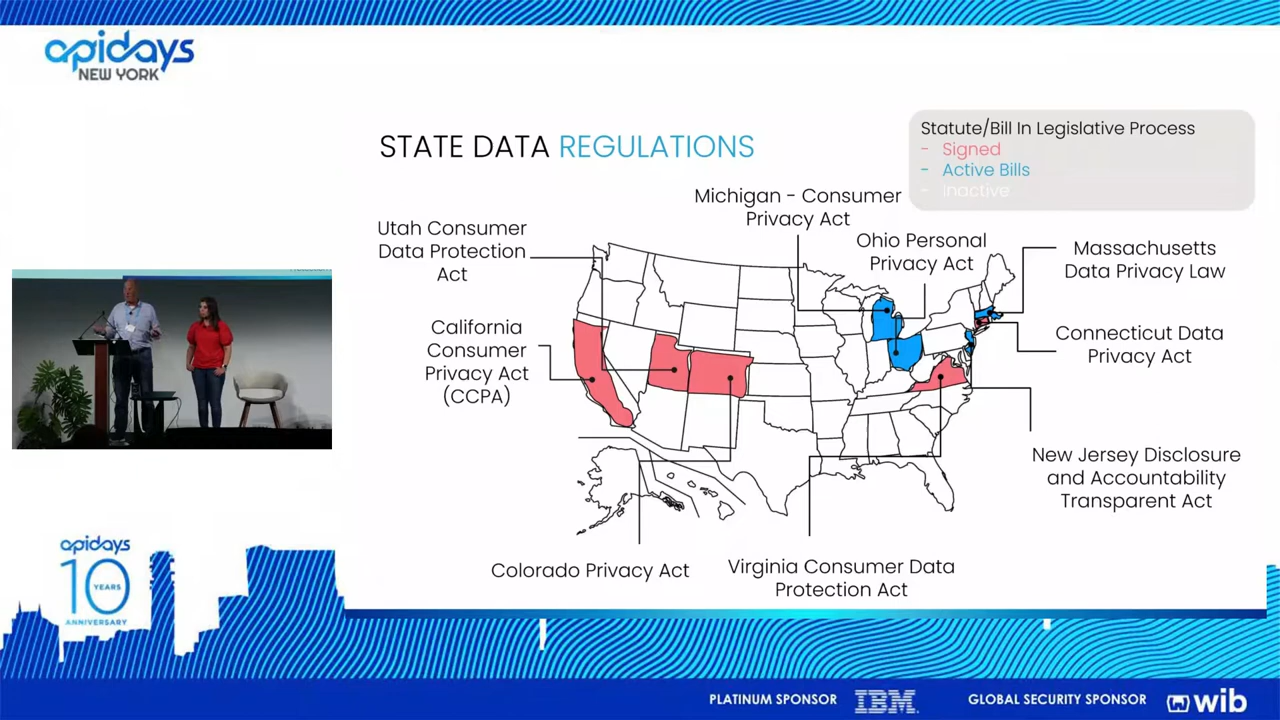 apidays
NEW YORK
STATE DATA REGULATIONS
Statute/Bill In Legislative Process
- Signed
- Active Bills
- Inactive
Michigan - Consumer
Privacy Act
Utah Consumer
Data Protection
Act
Ohio Personal
Privacy Act
Massachusetts
Data Privacy Law
California
Consumer
Privacy Act
(CCPA)
Connecticut Data
Privacy Act
New Jersey Disclosure
and Accountability
Transparent Act
Colorado Privacy Act
Virginia Consumer Data
Protection Act
apidays
10
YEARS
ANNIVERSARY
PLATINUM SPONSOR IBM GLOBAL SECURITY SPONSOR wib